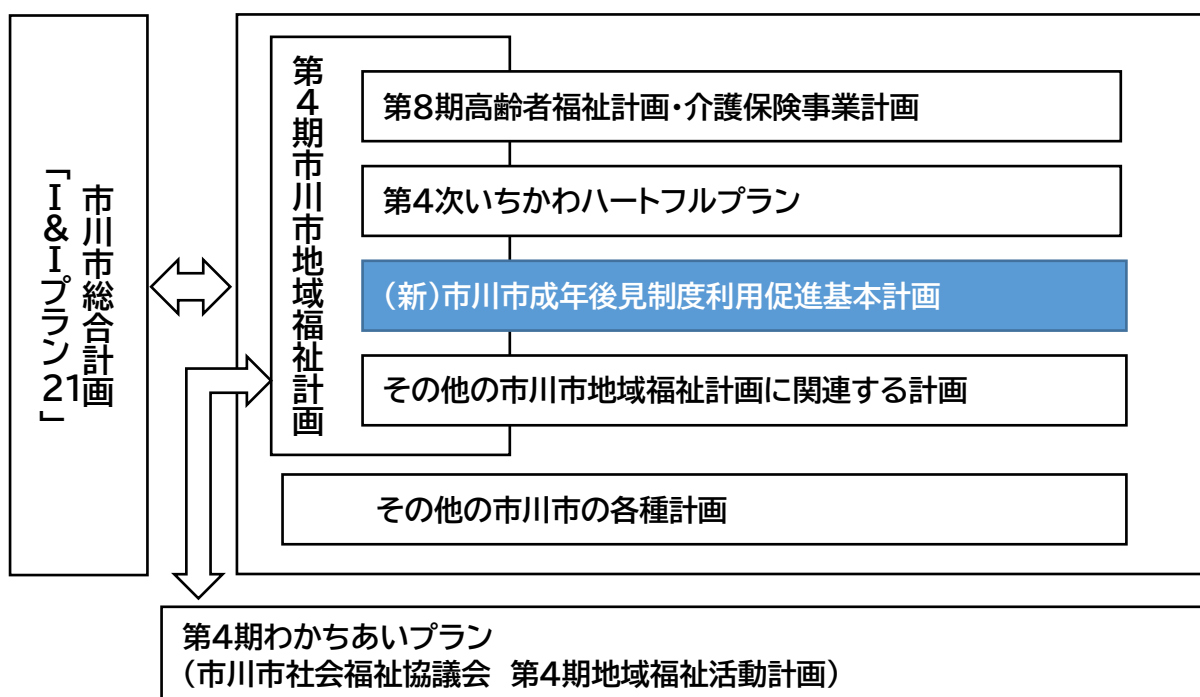 市川市総合計画
「I&Iプラン21」
第4期市川市地域福祉計画
第8期高齢者福祉計画・介護保険事業計画
第4次いちかわハートフルプラン
(新)市川市成年後見制度利用促進基本計画
その他の市川市地域福祉計画に関連する計画
その他の市川市の各種計画
第4期わかちあいプラン
(市川市社会福祉協議会 第4期地域福祉活動計画)